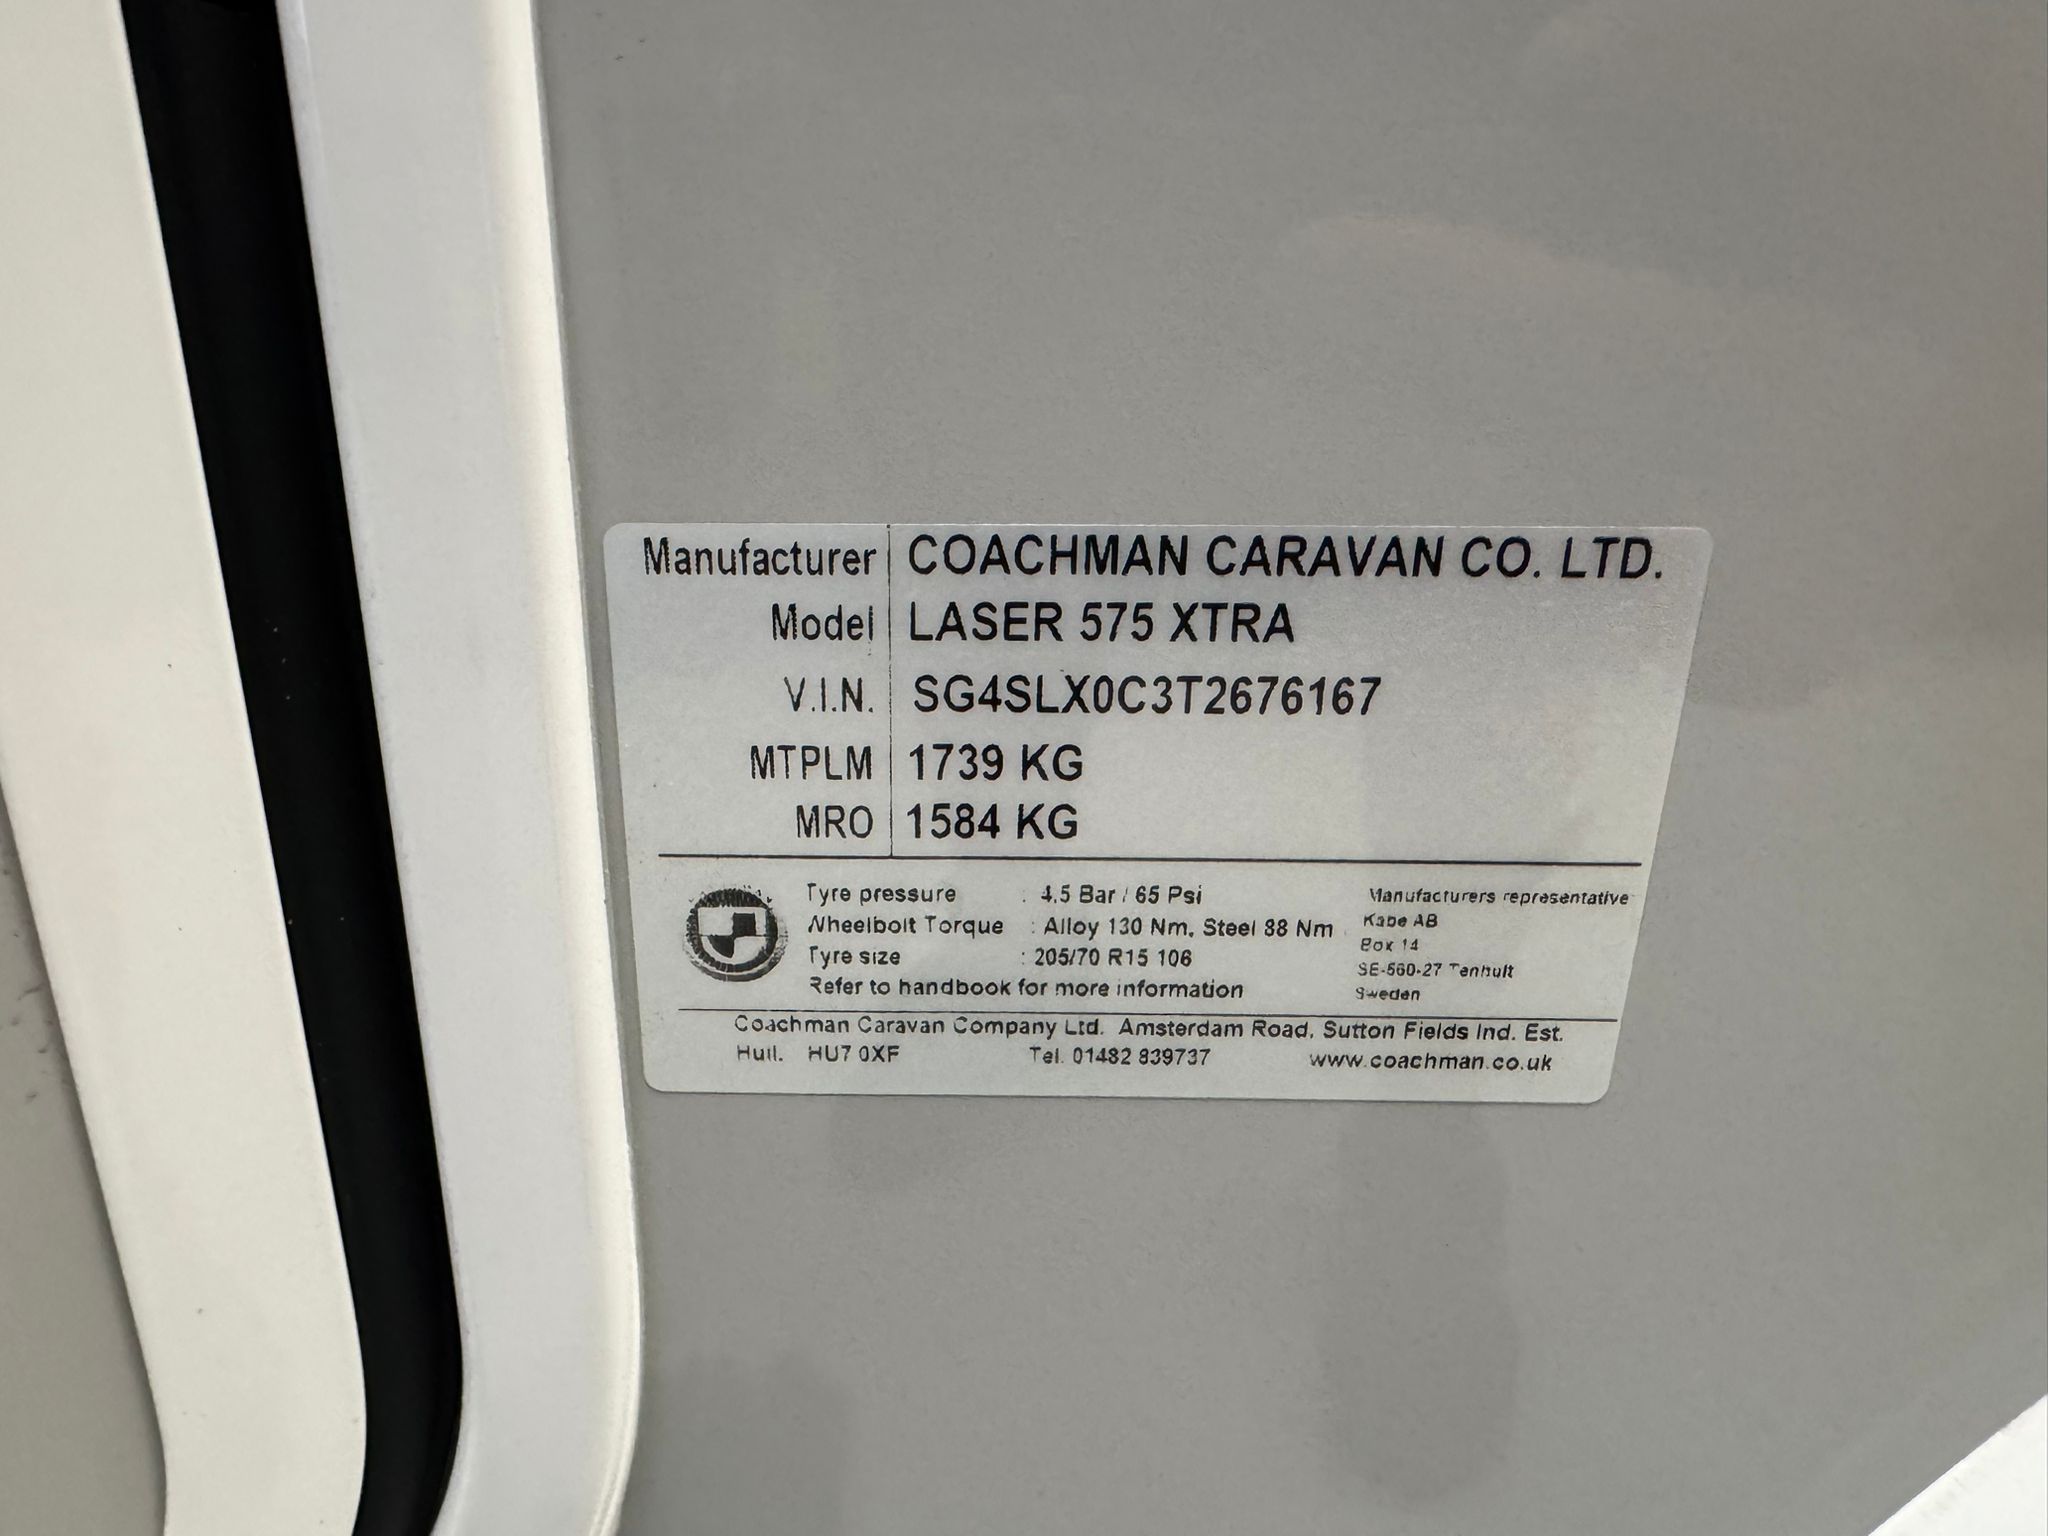 Manufacturer COACHMAN CARAVAN CO. LTD.
Model LASER 575 XTRA
V.I.N. SG4SLX0C3T2676167
MTPLM 1739 KG
MRO 1584 KG
Tyre pressure : 4.5 Bar / 65 Psi
Wheelbolt Torque : Alloy 130 Nm, Steel 88 Nm
Tyre size : 205/70 R15 106
Refer to handbook for more information
Manufacturers representative
Kabe AB
Box 14
SE-560-27 Tenhult
Sweden
Coachman Caravan Company Ltd. Amsterdam Road, Sutton Fields Ind. Est.
Hull. HU7 0XF Tel. 01482 839737 www.coachman.co.uk